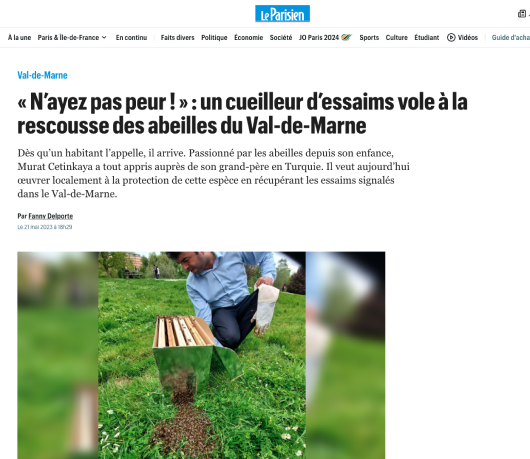 Le Parisien
À la une Paris & Île-de-France En continu Faits divers Politique Économie Société JO Paris 2024 Sports Culture Étudiant Vidéos Guide d'acha
Val-de-Marne
« N'ayez pas peur ! » : un cueilleur d'essaims vole à la
rescousse des abeilles du Val-de-Marne
Dès qu'un habitant l'appelle, il arrive. Passionné par les abeilles depuis son enfance,
Murat Cetinkaya a tout appris auprès de son grand-père en Turquie. Il veut aujourd'hui
œuvrer localement à la protection de cette espèce en récupérant les essaims signalés
dans le Val-de-Marne.
Par Fanny Delporte
Le 21 mai 2023 à 18h29